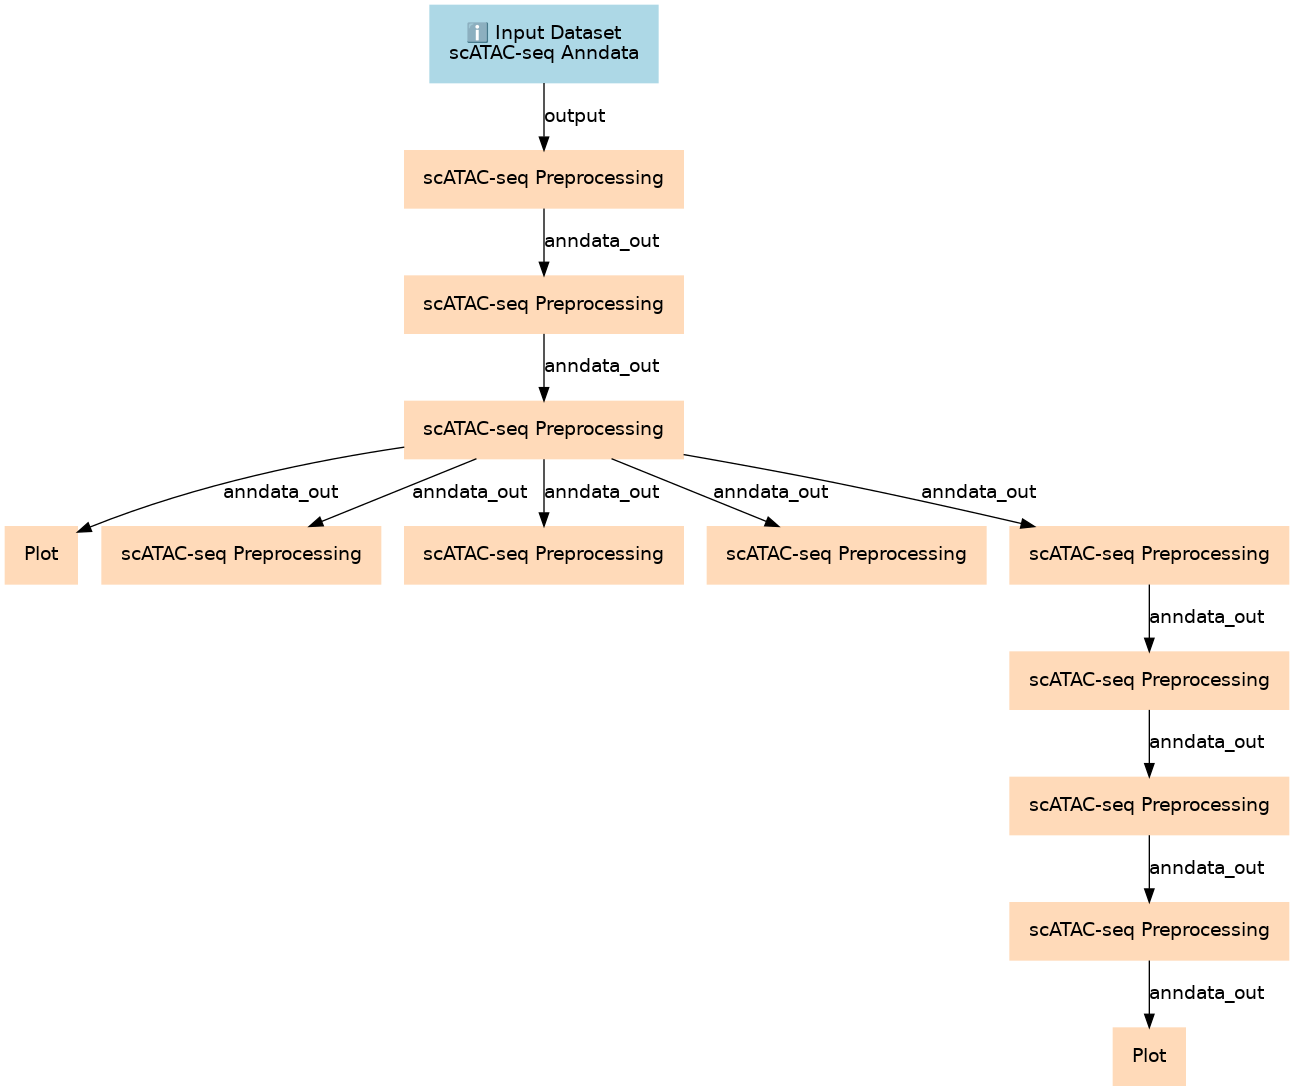 ℹ️ Input Dataset
scATAC-seq Anndata
output
scATAC-seq Preprocessing
anndata_out
scATAC-seq Preprocessing
anndata_out
scATAC-seq Preprocessing
anndata_out anndata_out anndata_out anndata_out anndata_out
Plot scATAC-seq Preprocessing scATAC-seq Preprocessing scATAC-seq Preprocessing scATAC-seq Preprocessing
anndata_out
scATAC-seq Preprocessing
anndata_out
scATAC-seq Preprocessing
anndata_out
scATAC-seq Preprocessing
anndata_out
Plot